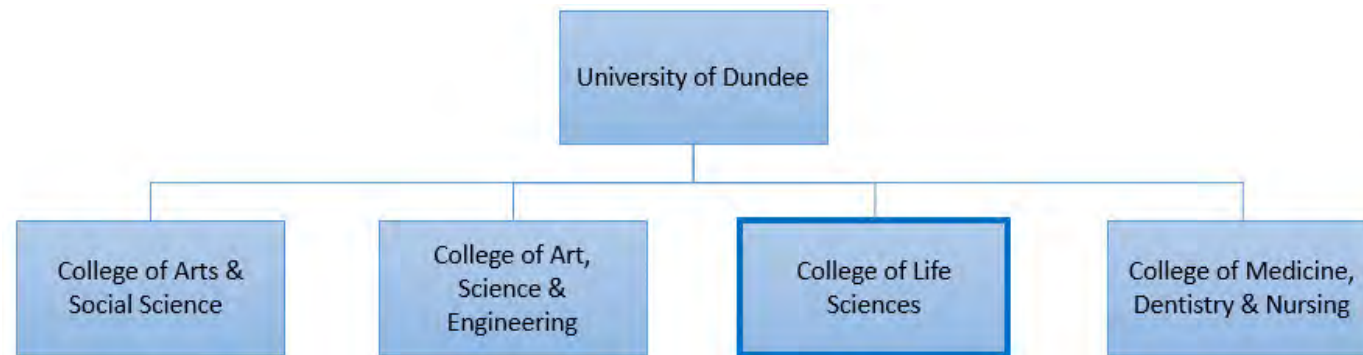 University of Dundee
College of Arts &
Social Science
College of Art,
Science &
Engineering
College of Life
Sciences
College of Medicine,
Dentistry & Nursing